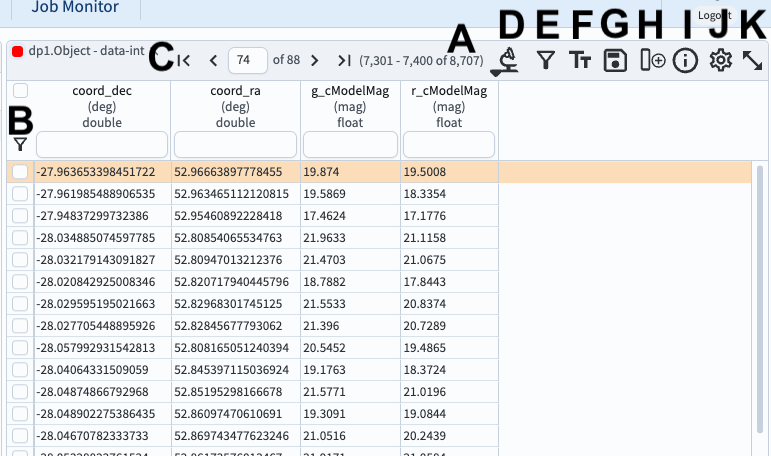 Job Monitor
Logout
A B C D E F G H I J K
dp1.Object - data-int
74 of 88 (7,301 - 7,400 of 8,707)
coord_dec coord_ra g_cModelMag r_cModelMag
(deg) (deg) (mag) (mag)
double double float float
-27.963653398451722 52.96663897778455 19.874 19.5008
-27.961985488906535 52.963465112120815 19.5869 18.3354
-27.94837299732386 52.95460892228418 17.4624 17.1776
-28.034885074597785 52.80854065534763 21.9633 21.1158
-28.032179143091827 52.80947013212376 21.4703 21.0675
-28.020842925008346 52.820717940445796 18.7882 17.8443
-28.029595195021663 52.82968301745125 21.5533 20.8374
-28.027705448895926 52.82845677793062 21.396 20.7289
-28.057992931542813 52.808165051240394 20.5452 19.4865
-28.04064331509059 52.845397115036924 19.1763 18.3724
-28.04874866792968 52.85195298166678 21.5771 21.0196
-28.048902275386435 52.86097470610691 19.3091 19.0844
-28.04670782333733 52.869743477623246 21.0516 20.2439